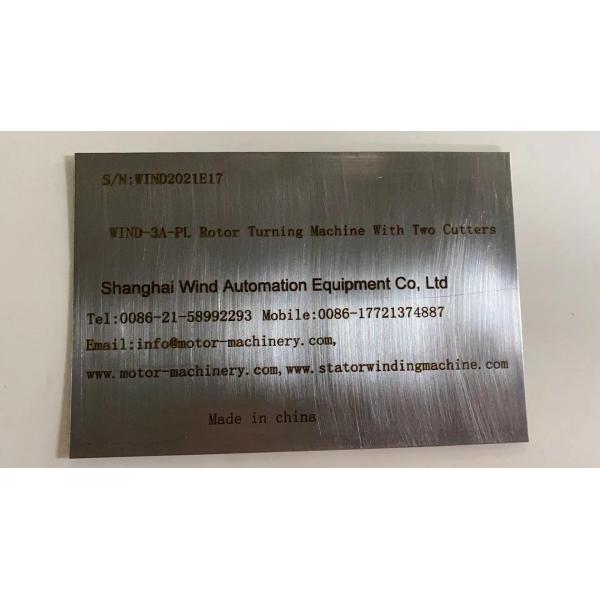 S/N:WIND2021E17
WIND-3A-PL Rotor Turning Machine With Two Cutters
Shanghai Wind Automation Equipment Co, Ltd
Tel:0086-21-58992293 Mobile:0086-17721374887
Email:info@motor-machinery.com,
www.motor-machinery.com,www.statorwindingmachine.com
Made in china